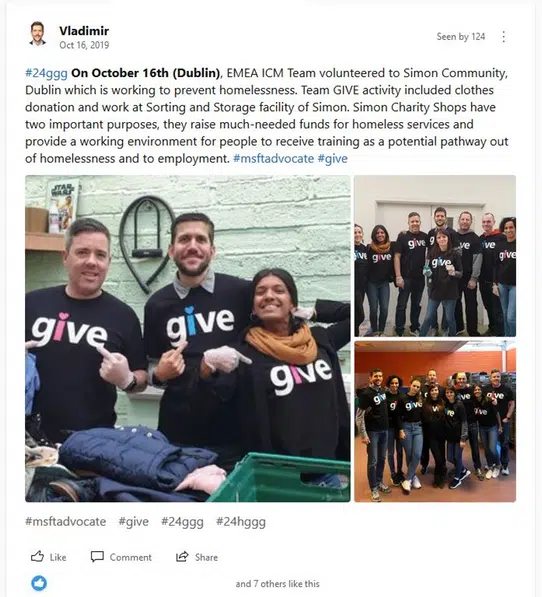 Vladimir
Oct 16, 2019
Seen by 124
#24ggg On October 16th (Dublin), EMEA ICM Team volunteered to Simon Community,
Dublin which is working to prevent homelessness. Team GIVE activity included clothes
donation and work at Sorting and Storage facility of Simon. Simon Charity Shops have
two important purposes, they raise much-needed funds for homeless services and
provide a working environment for people to receive training as a potential pathway out
of homelessness and to employment. #msftadvocate #give
STAR
WARS
give
give
give
give
give
give
give
give
give
give
#msftadvocate #give #24ggg #24hggg
Like Comment Share
and 7 others like this